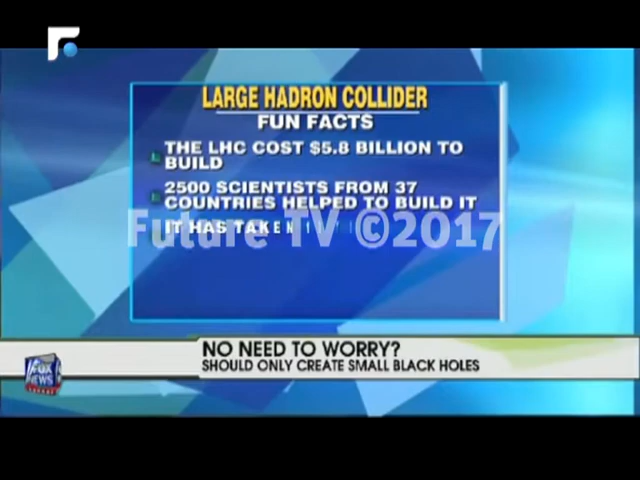 LARGE HADRON COLLIDER
FUN FACTS
THE LHC COST $5.8 BILLION TO
BUILD
2500 SCIENTISTS FROM 37
COUNTRIES HELPED TO BUILD IT
IT HAS TAKEN
Future TV ©2017
NO NEED TO WORRY?
SHOULD ONLY CREATE SMALL BLACK HOLES
FOX
NEWS